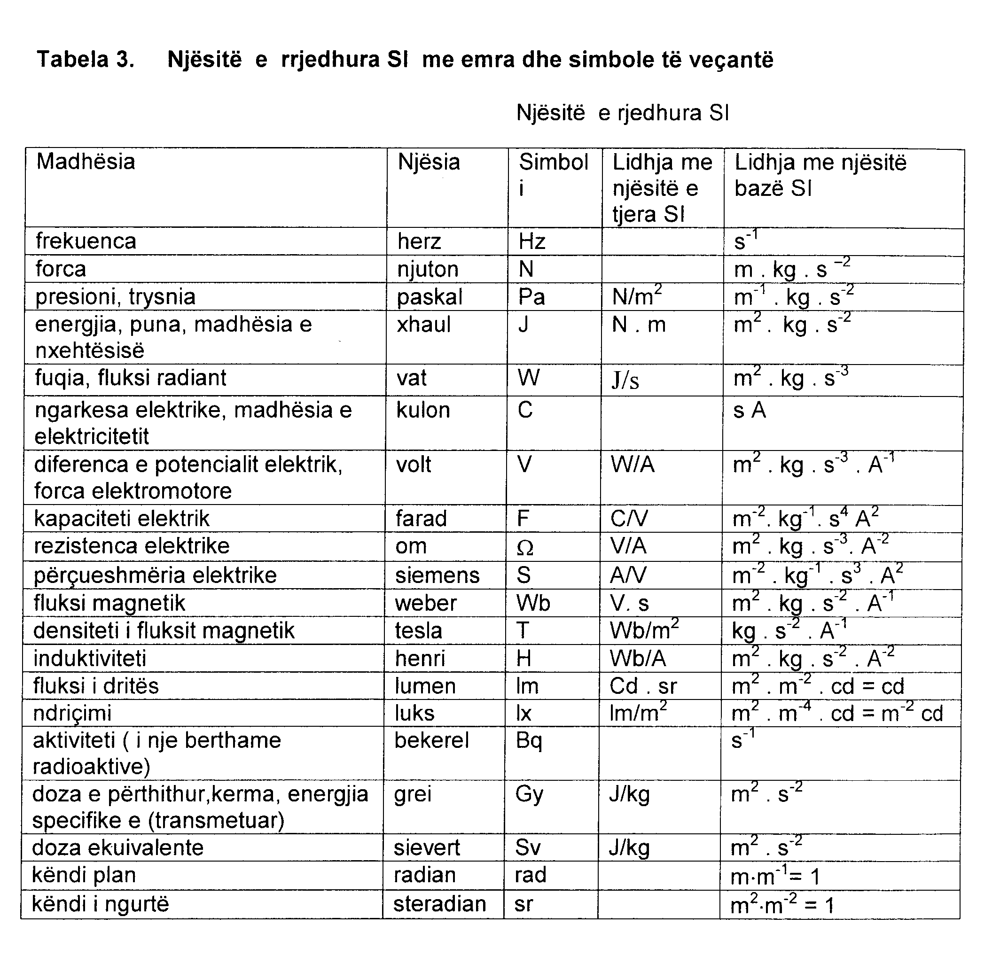 Tabela 3. Njësitë e rrjedhura SI me emra dhe simbole të veçantë
Njësitë e rjedhura SI
Madhësia Njësia Simbol Lidhja me Lidhja me njësitë
i njësitë e bazë SI
tjera SI
frekuenca herz Hz s⁻¹
forca njuton N m . kg . s ⁻²
presioni, trysnia paskal Pa N/m² m⁻¹ . kg . s⁻²
energjia, puna, madhësia e xhaul J N . m m² . kg . s⁻²
nxehtësisë
fuqia, fluksi radiant vat W J/s m² . kg . s⁻³
ngarkesa elektrike, madhësia e kulon C s A
elektricitetit
diferenca e potencialit elektrik, volt V W/A m² . kg . s⁻³ . A⁻¹
forca elektromotore
kapaciteti elektrik farad F C/V m⁻². kg⁻¹. s⁴ A²
rezistenca elektrike om Ω V/A m² . kg . s⁻³. A⁻²
përçueshmëria elektrike siemens S A/V m⁻² . kg⁻¹ . s³ . A²
fluksi magnetik weber Wb V. s m² . kg . s⁻² . A⁻¹
densiteti i fluksit magnetik tesla T Wb/m² kg . s⁻² . A⁻¹
induktiviteti henri H Wb/A m² . kg . s⁻² . A⁻²
fluksi i dritës lumen lm Cd . sr m² . m⁻² . cd = cd
ndriçimi luks lx lm/m² m² . m⁻⁴ . cd = m⁻² cd
aktiviteti ( i nje berthame bekerel Bq s⁻¹
radioaktive)
doza e përthithur,kerma, energjia grei Gy J/kg m² . s⁻²
specifike e (transmetuar)
doza ekuivalente sievert Sv J/kg m² . s⁻²
këndi plan radian rad m·m⁻¹= 1
këndi i ngurtë steradian sr m²·m⁻² = 1